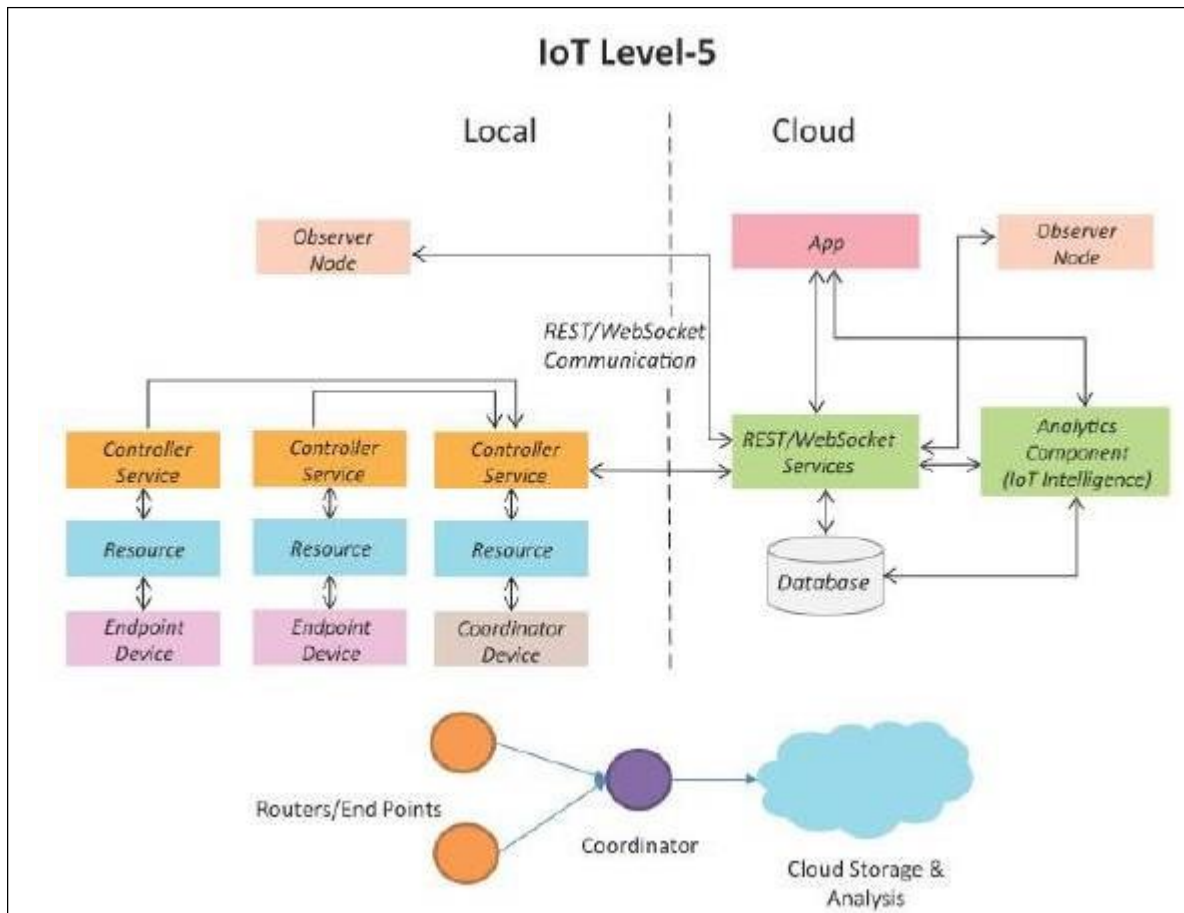 IoT Level-5
Local
Cloud
Observer
Node
App
Observer
Node
REST/WebSocket
Communication
Controller
Service
Controller
Service
Controller
Service
REST/WebSocket
Services
Analytics
Component
(IoT Intelligence)
Resource
Resource
Resource
Database
Endpoint
Device
Endpoint
Device
Coordinator
Device
Routers/End Points
Coordinator
Cloud Storage &
Analysis